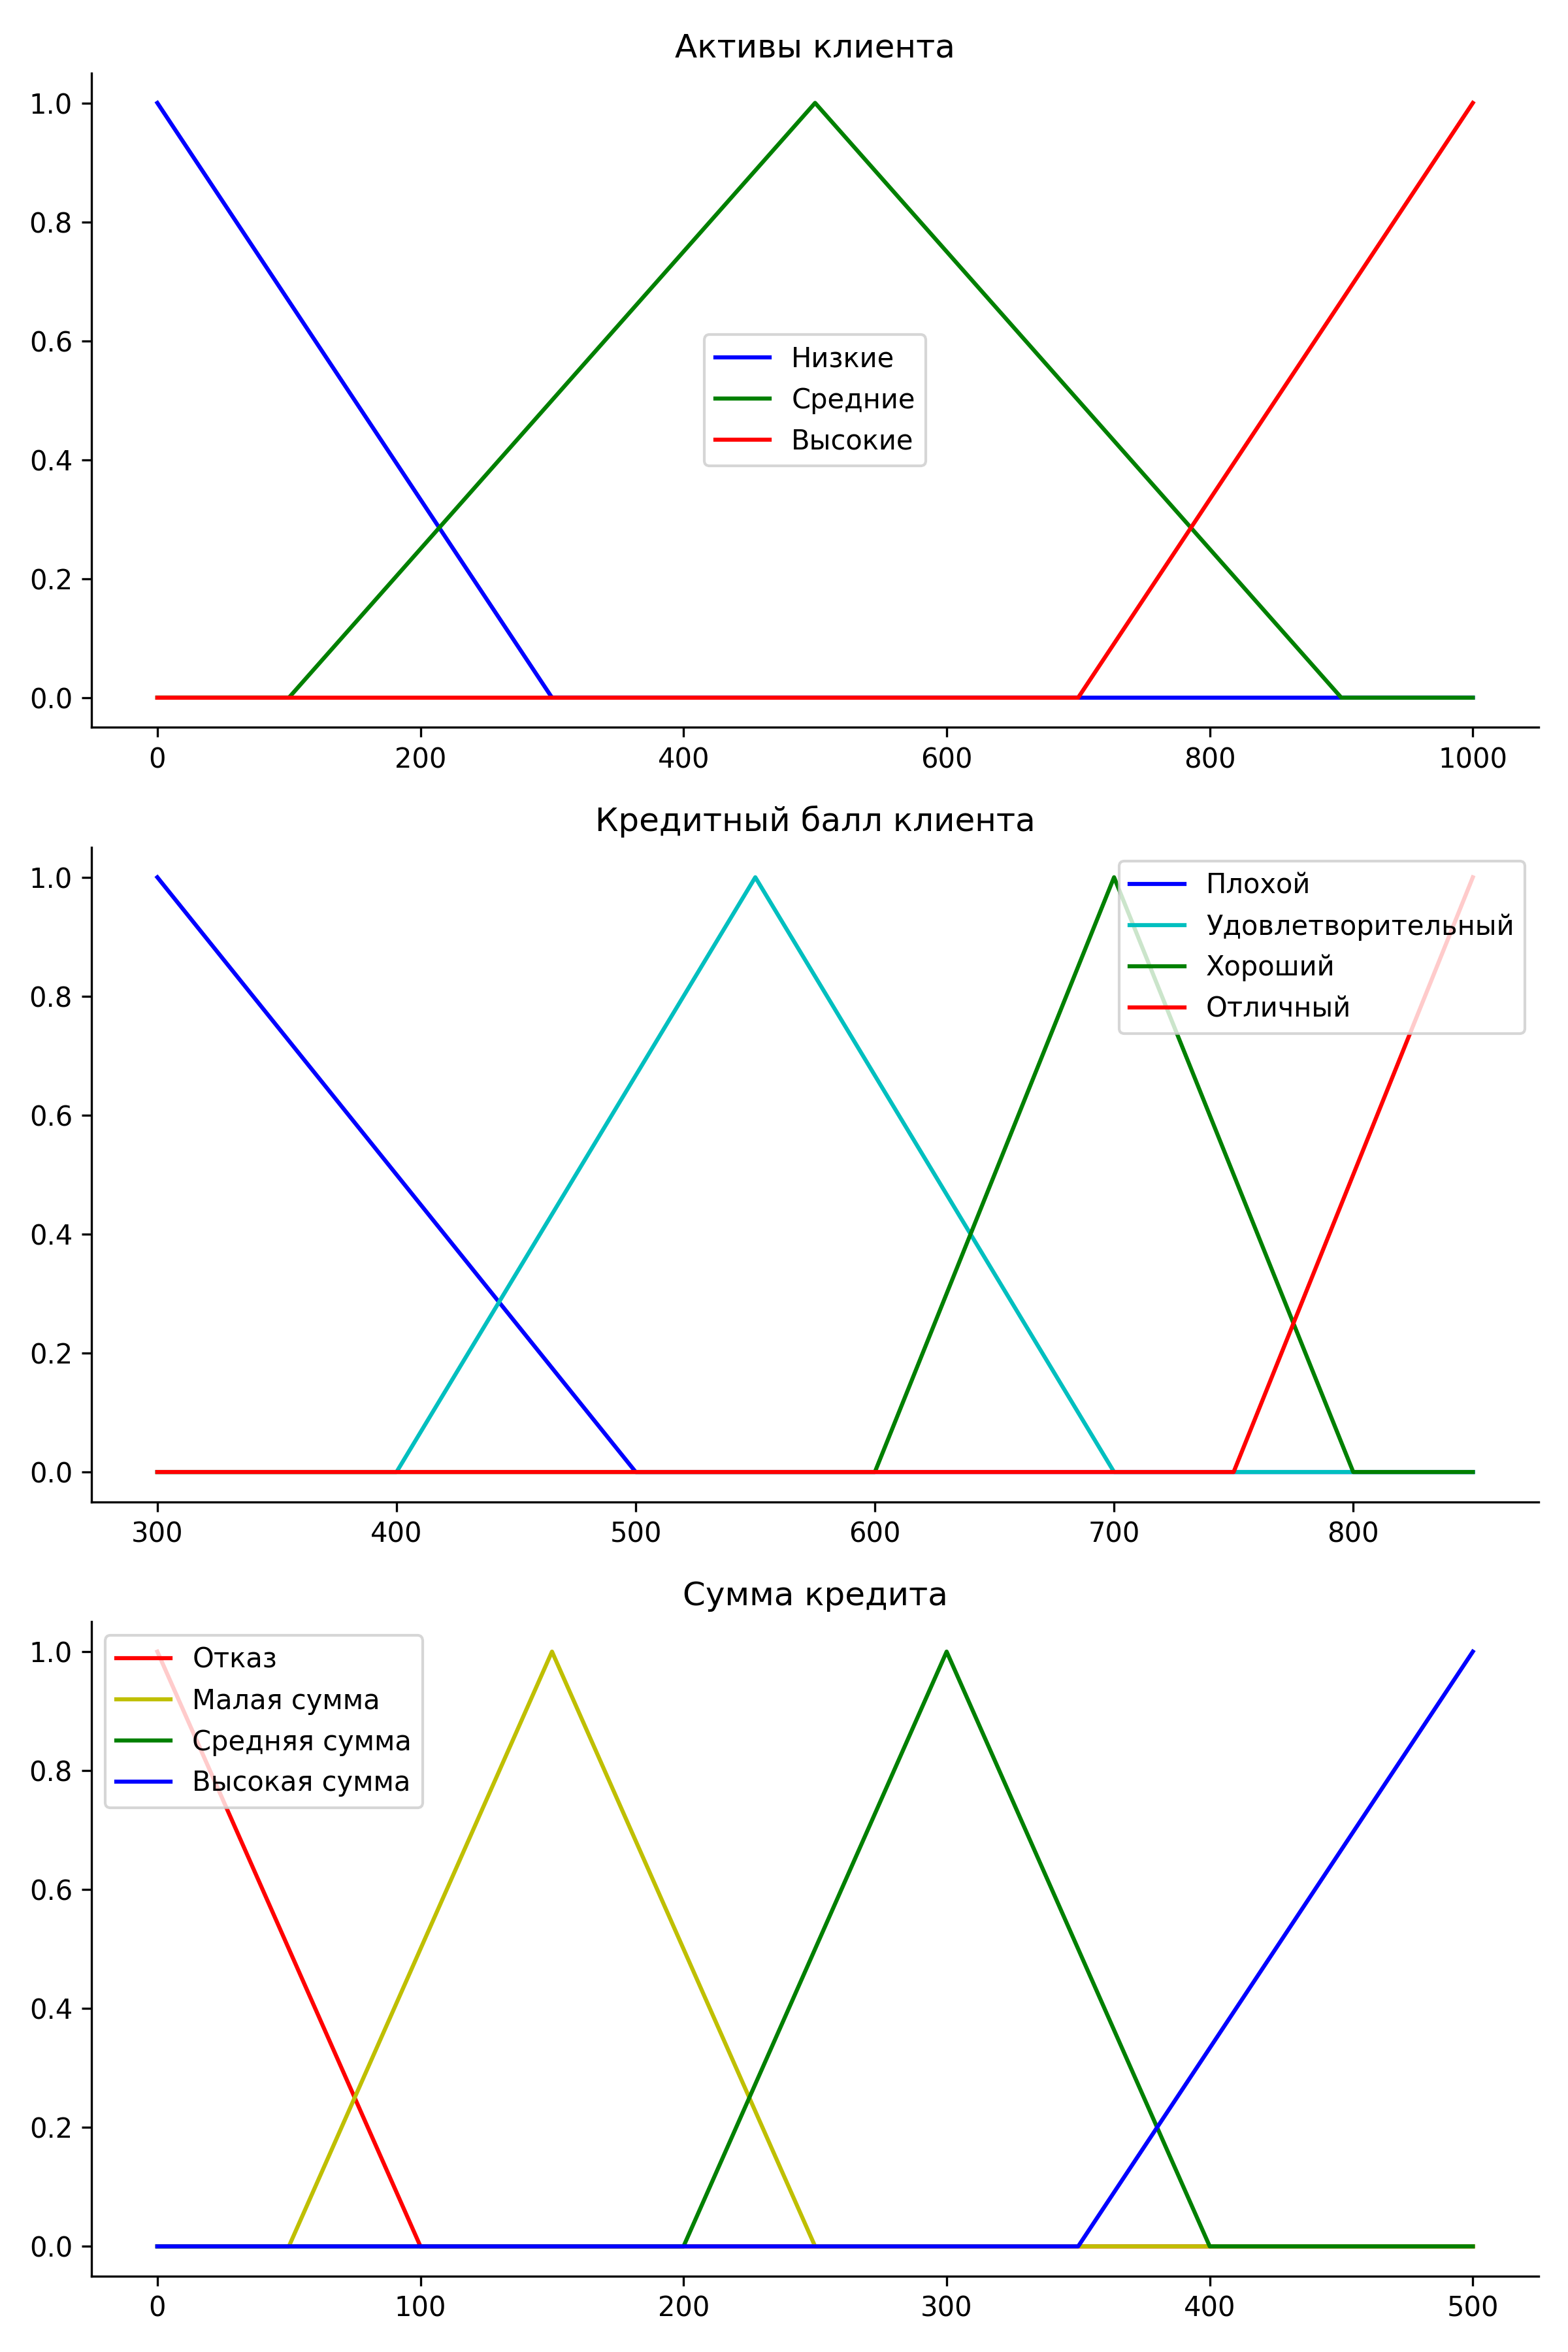 Активы клиента
1.0
0.8
0.6
0.4
0.2
0.0
Низкие
Средние
Высокие
0 200 400 600 800 1000
Кредитный балл клиента
1.0
0.8
0.6
0.4
0.2
0.0
Плохой
Удовлетворительный
Хороший
Отличный
300 400 500 600 700 800
Сумма кредита
1.0
0.8
0.6
0.4
0.2
0.0
Отказ
Малая сумма
Средняя сумма
Высокая сумма
0 100 200 300 400 500